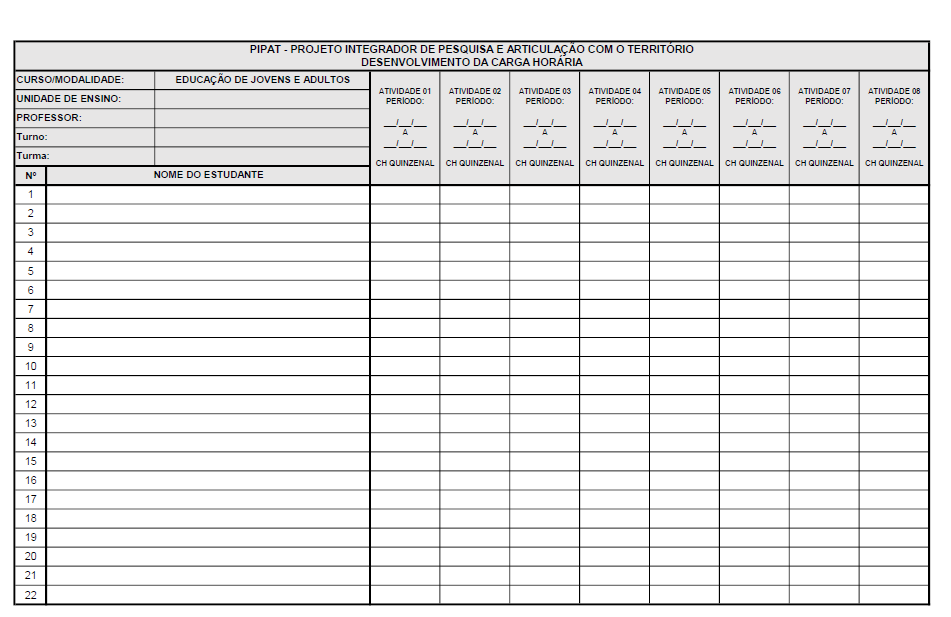 PIPAT - PROJETO INTEGRADOR DE PESQUISA E ARTICULAÇÃO COM O TERRITÓRIO
DESENVOLVIMENTO DA CARGA HORÁRIA
CURSO/MODALIDADE: EDUCAÇÃO DE JOVENS E ADULTOS
UNIDADE DE ENSINO:
PROFESSOR:
Turno:
Turma:
ATIVIDADE 01 ATIVIDADE 02 ATIVIDADE 03 ATIVIDADE 04 ATIVIDADE 05 ATIVIDADE 06 ATIVIDADE 07 ATIVIDADE 08
PERÍODO: PERÍODO: PERÍODO: PERÍODO: PERÍODO: PERÍODO: PERÍODO: PERÍODO:
__/__/__ __/__/__ __/__/__ __/__/__ __/__/__ __/__/__ __/__/__ __/__/__
A A A A A A A A
__/__/__ __/__/__ __/__/__ __/__/__ __/__/__ __/__/__ __/__/__ __/__/__
CH QUINZENAL CH QUINZENAL CH QUINZENAL CH QUINZENAL CH QUINZENAL CH QUINZENAL CH QUINZENAL CH QUINZENAL
Nº NOME DO ESTUDANTE
1
2
3
4
5
6
7
8
9
10
11
12
13
14
15
16
17
18
19
20
21
22